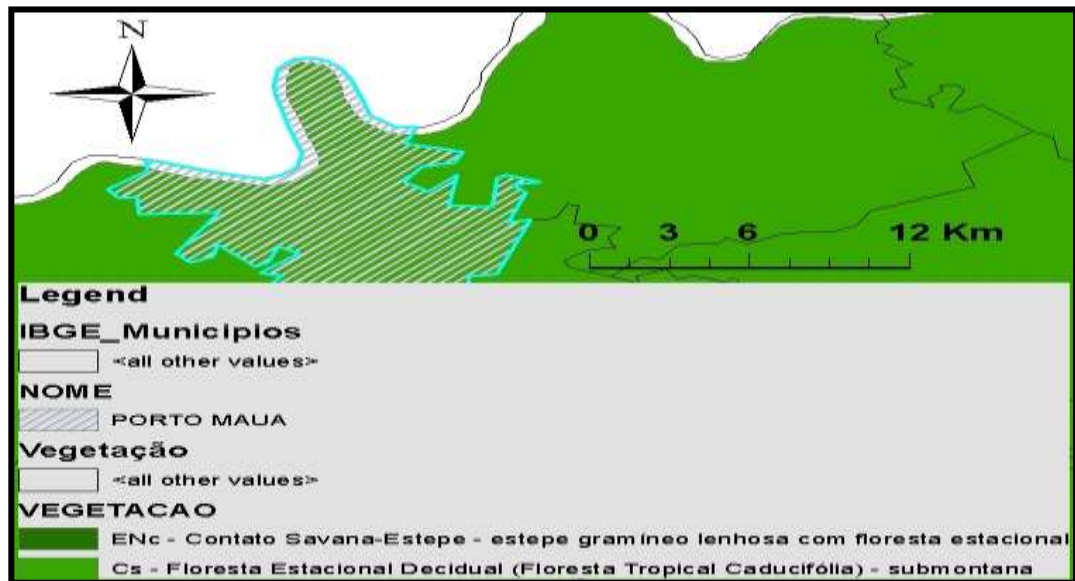 N
0 3 6 12 Km
Legend
IBGE_Municipios
<all other values>
NOME
PORTO MAUA
Vegetação
<all other values>
VEGETACAO
ENc - Contato Savana-Estepe - estepe gramíneo lenhosa com floresta estacional
Cs - Floresta Estacional Decidual (Floresta Tropical Caducifólia) - submontana